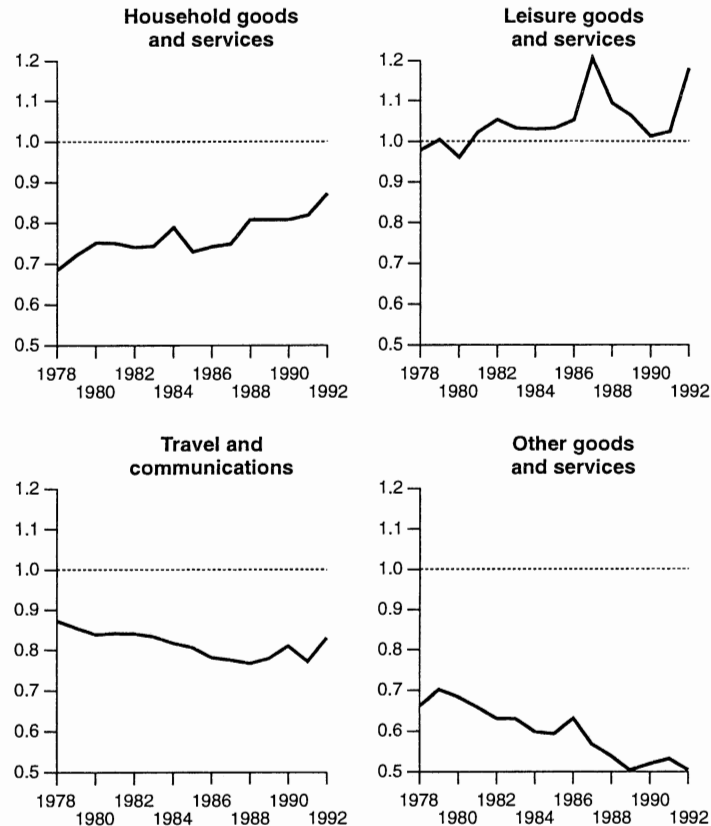 Household goods
and services
1.2
1.1
1.0
0.9
0.8
0.7
0.6
0.5
1978 1982 1986 1990
1980 1984 1988 1992
Leisure goods
and services
1.2
1.1
1.0
0.9
0.8
0.7
0.6
0.5
1978 1982 1986 1990
1980 1984 1988 1992
Travel and
communications
1.2
1.1
1.0
0.9
0.8
0.7
0.6
0.5
1978 1982 1986 1990
1980 1984 1988 1992
Other goods
and services
1.2
1.1
1.0
0.9
0.8
0.7
0.6
0.5
1978 1982 1986 1990
1980 1984 1988 1992